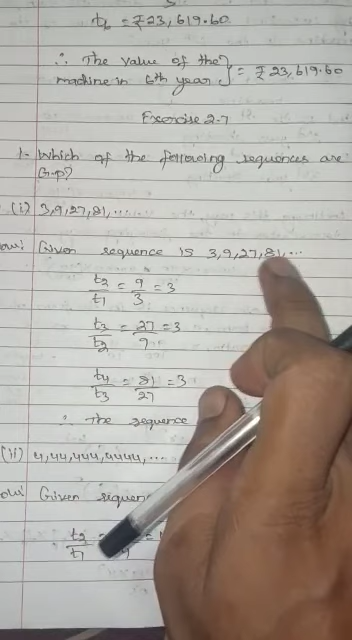 t₆ = ₹23,619.60
∴ The value of the
machine in 6th year } = ₹23,619.60
Exercise 2.7
1. Which of the following sequences are
G.p?
(i) 3,9,27,81,...
Given sequence is 3,9,27,81,...
t₂/t₁ = 9/3 = 3
t₃/t₂ = 27/9 = 3
t₄/t₃ = 81/27 = 3
∴ The sequence
(ii) 4,44,444,4444,...
Given
t₂/t₁ =